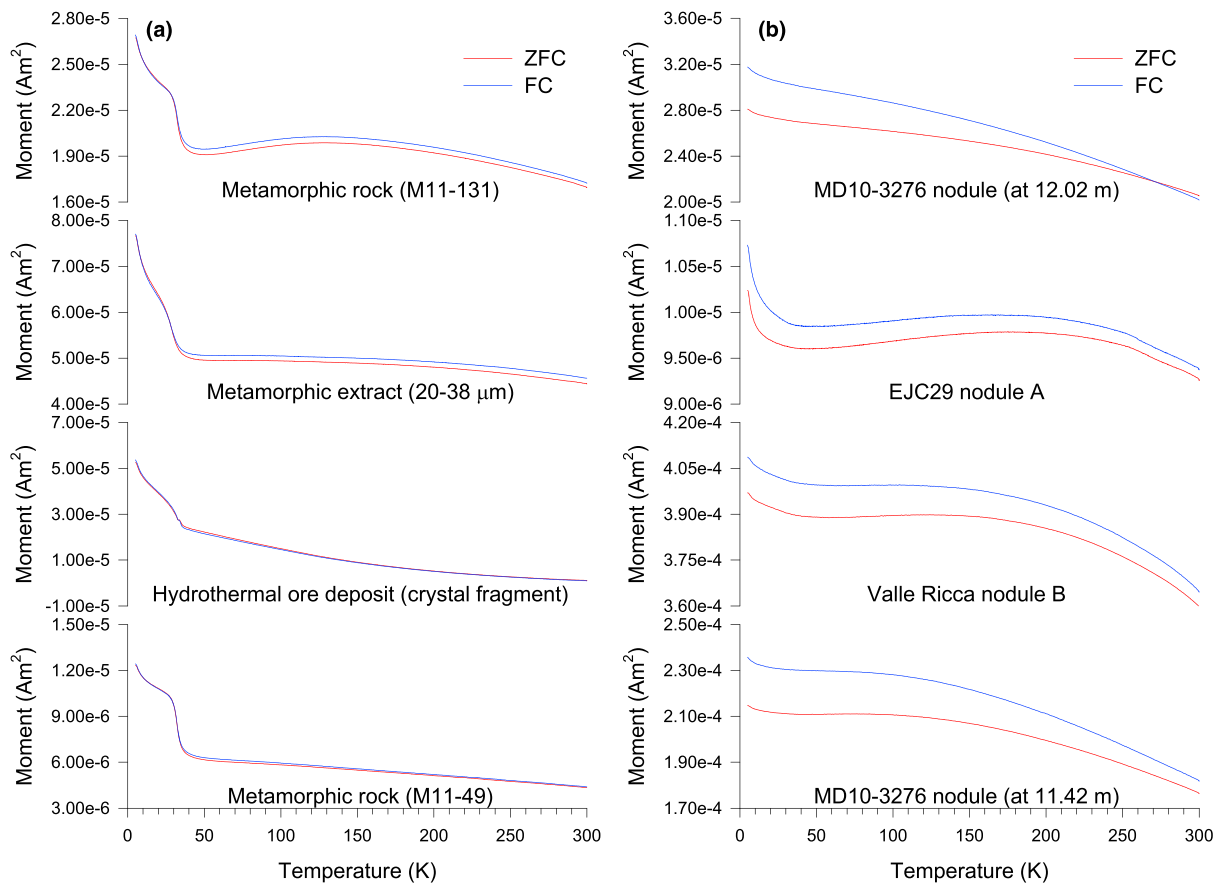 (a)
ZFC
FC
Moment (Am²)
2.80e-5
2.50e-5
2.20e-5
1.90e-5
1.60e-5
Metamorphic rock (M11-131)
Moment (Am²)
8.00e-5
7.00e-5
6.00e-5
5.00e-5
4.00e-5
Metamorphic extract (20-38 μm)
Moment (Am²)
7.00e-5
5.00e-5
3.00e-5
1.00e-5
-1.00e-5
Hydrothermal ore deposit (crystal fragment)
Moment (Am²)
1.50e-5
1.20e-5
9.00e-6
6.00e-6
3.00e-6
Metamorphic rock (M11-49)
0 50 100 150 200 250 300
Temperature (K)
(b)
ZFC
FC
Moment (Am²)
3.60e-5
3.20e-5
2.80e-5
2.40e-5
2.00e-5
MD10-3276 nodule (at 12.02 m)
Moment (Am²)
1.10e-5
1.05e-5
1.00e-5
9.50e-6
9.00e-6
EJC29 nodule A
Moment (Am²)
4.20e-4
4.05e-4
3.90e-4
3.75e-4
3.60e-4
Valle Ricca nodule B
Moment (Am²)
2.50e-4
2.30e-4
2.10e-4
1.90e-4
1.70e-4
MD10-3276 nodule (at 11.42 m)
0 50 100 150 200 250 300
Temperature (K)